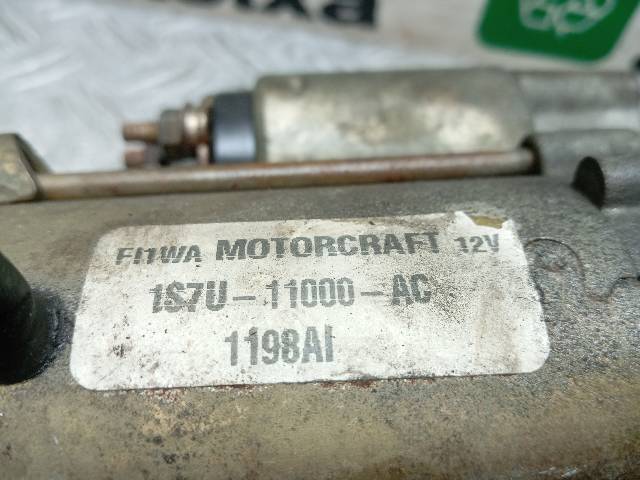 FI1WA MOTORCRAFT 12V
1S7U-11000-AC
1198AI